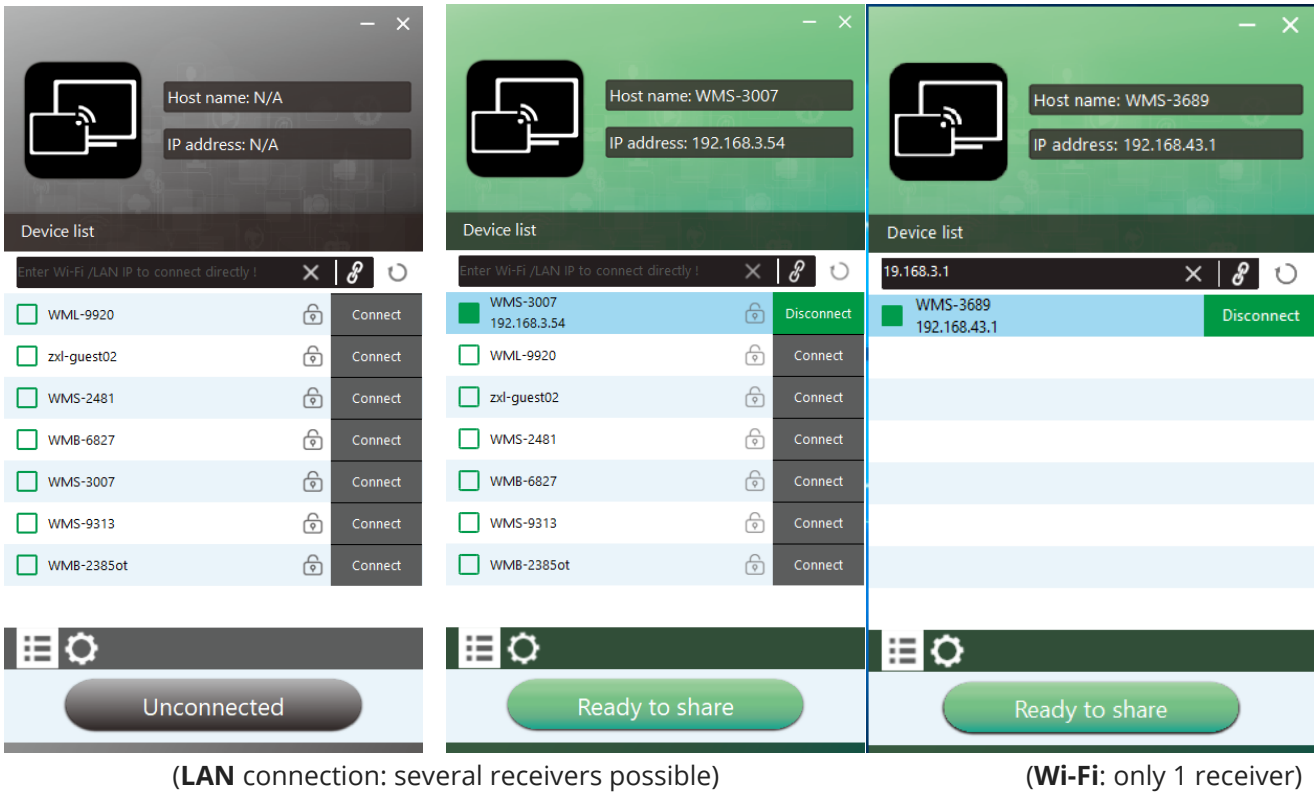 Host name: N/A
IP address: N/A
Device list
Enter Wi-Fi /LAN IP to connect directly !
WML-9920 Connect
zxl-guest02 Connect
WMS-2481 Connect
WMB-6827 Connect
WMS-3007 Connect
WMS-9313 Connect
WMB-2385ot Connect
Unconnected
Host name: WMS-3007
IP address: 192.168.3.54
Device list
Enter Wi-Fi /LAN IP to connect directly !
WMS-3007
192.168.3.54
Disconnect
WML-9920 Connect
zxl-guest02 Connect
WMS-2481 Connect
WMB-6827 Connect
WMS-9313 Connect
WMB-2385ot Connect
Ready to share
Host name: WMS-3689
IP address: 192.168.43.1
Device list
19.168.3.1
WMS-3689
192.168.43.1
Disconnect
Ready to share
(LAN connection: several receivers possible)
(Wi-Fi: only 1 receiver)